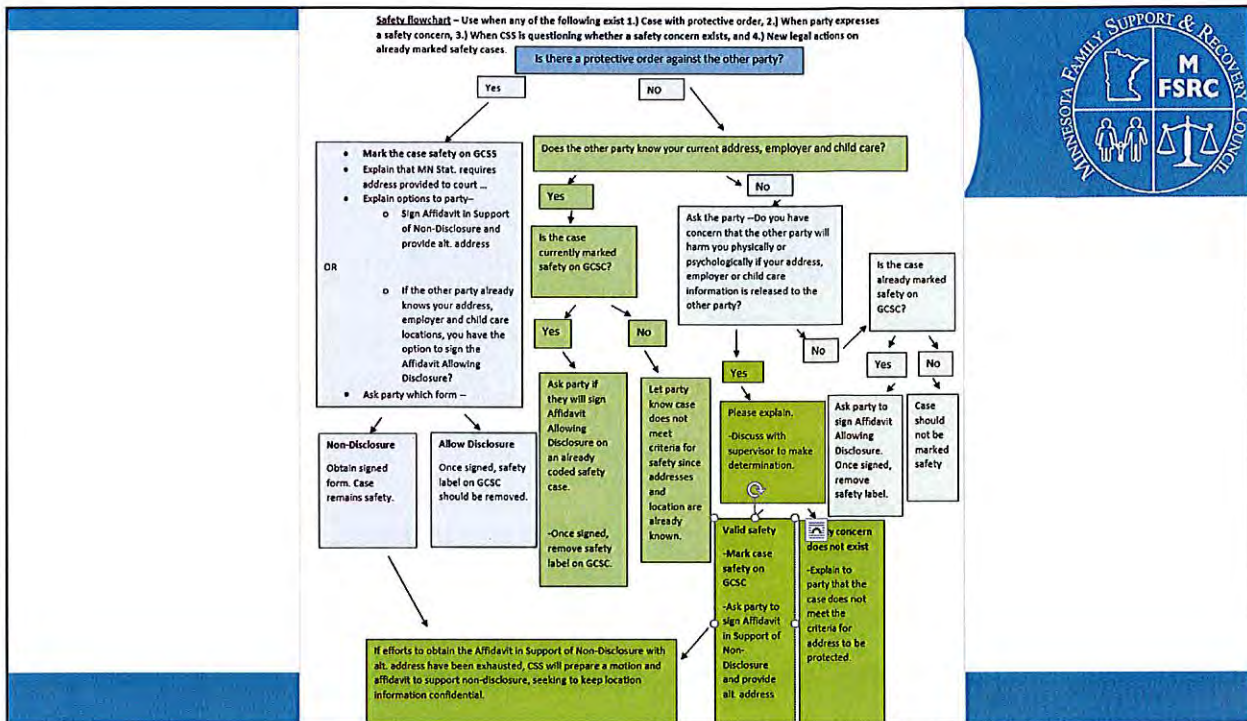 Safety flowchart – Use when any of the following exist 1.) Case with protective order, 2.) When party expresses
a safety concern, 3.) When CSS is questioning whether a safety concern exists, and 4.) New legal actions on
already marked safety cases.
Is there a protective order against the other party?
Yes
NO
• Mark the case safety on GCSS
• Explain that MN Stat. requires
address provided to court ...
• Explain options to party–
o Sign Affidavit in Support
of Non-Disclosure and
provide alt. address
OR
o If the other party already
knows your address,
employer and child care
locations, you have the
option to sign the
Affidavit Allowing
Disclosure?
• Ask party which form –
Non-Disclosure
Obtain signed
form. Case
remains safety.
Allow Disclosure
Once signed, safety
label on GCSC
should be removed.
Does the other party know your current address, employer and child care?
Yes
No
Is the case
currently marked
safety on GCSC?
Yes
No
Ask party if
they will sign
Affidavit
Allowing
Disclosure on
an already
coded safety
case.
-Once signed,
remove safety
label on GCSC.
Let party
know case
does not
meet
criteria for
safety since
addresses
and
location are
already
known.
Ask the party –Do you have
concern that the other party will
harm you physically or
psychologically if your address,
employer or child care
information is released to the
other party?
Yes
No
Please explain.
-Discuss with
supervisor to make
determination.
Is the case
already marked
safety on
GCSC?
Yes
No
Ask party to
sign Affidavit
Allowing
Disclosure.
Once signed,
remove
safety label.
Case
should
not be
marked
safety
Valid safety
-Mark case
safety on
GCSC
-Ask party to
sign Affidavit
in Support of
Non-
Disclosure
and provide
alt. address
concern
does not exist
-Explain to
party that the
case does not
meet the
criteria for
address to be
protected.
If efforts to obtain the Affidavit in Support of Non-Disclosure with
alt. address have been exhausted, CSS will prepare a motion and
affidavit to support non-disclosure, seeking to keep location
information confidential.
MINNESOTA FAMILY SUPPORT & RECOVERY COUNCIL
M
FSRC